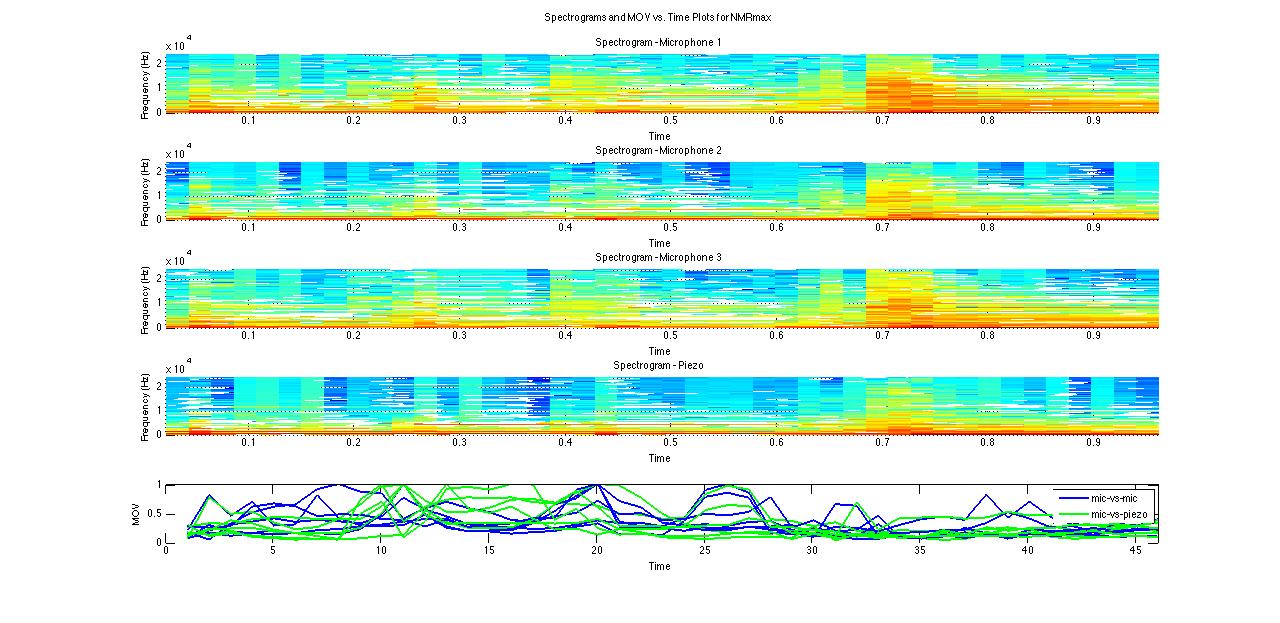 Spectrograms and MOV vs. Time Plots for NMRmax
Spectrogram - Microphone 1
x 10 4
Frequency (Hz)
2
1
0
0.1 0.2 0.3 0.4 0.5 0.6 0.7 0.8 0.9
Time
Spectrogram - Microphone 2
x 10 4
Frequency (Hz)
2
1
0
0.1 0.2 0.3 0.4 0.5 0.6 0.7 0.8 0.9
Time
Spectrogram - Microphone 3
x 10 4
Frequency (Hz)
2
1
0
0.1 0.2 0.3 0.4 0.5 0.6 0.7 0.8 0.9
Time
Spectrogram - Piezo
x 10 4
Frequency (Hz)
2
1
0
0.1 0.2 0.3 0.4 0.5 0.6 0.7 0.8 0.9
Time
MOV
1
0.5
0
mic-vs-mic
mic-vs-piezo
0 5 10 15 20 25 30 35 40 45
Time